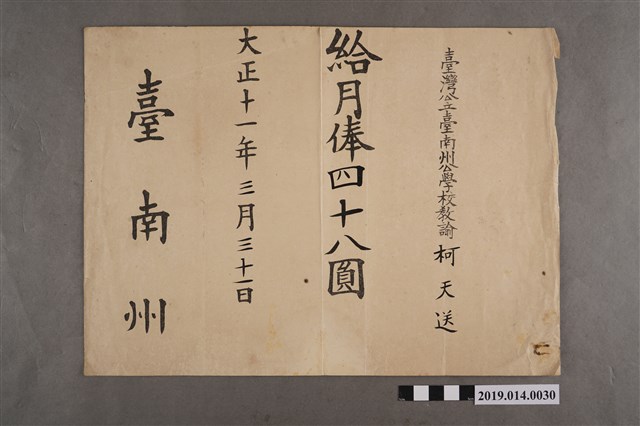 臺灣公立臺南州公學校教諭 柯天送
給月俸四十八圓
大正十一年三月三十一日
臺南州
2019.014.0030